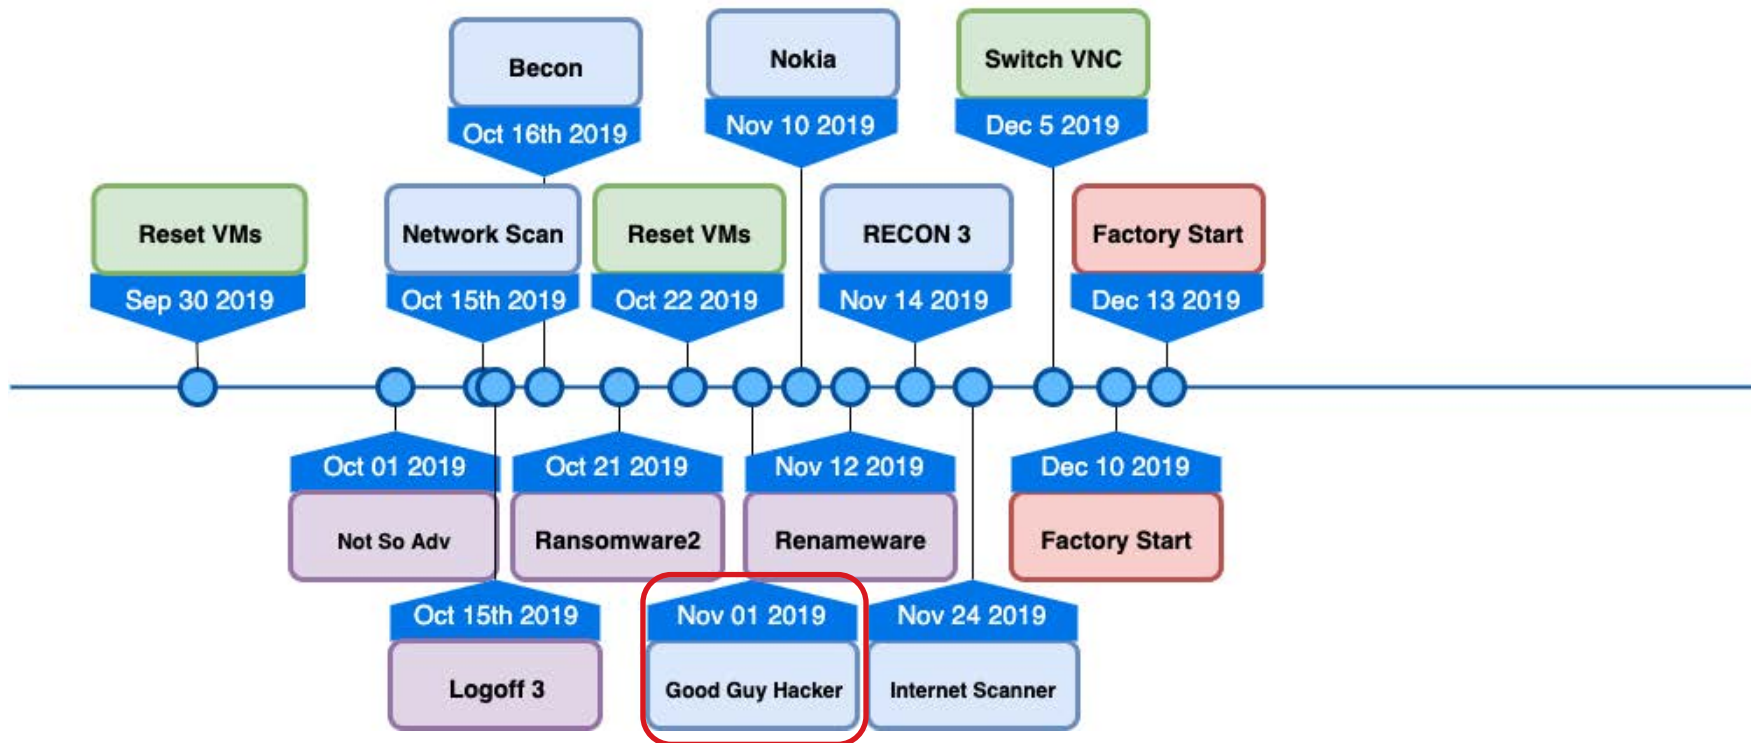 Becon
Oct 16th 2019
Nokia
Nov 10 2019
Switch VNC
Dec 5 2019
Reset VMs
Sep 30 2019
Network Scan
Oct 15th 2019
Reset VMs
Oct 22 2019
RECON 3
Nov 14 2019
Factory Start
Dec 13 2019
Oct 01 2019
Not So Adv
Oct 21 2019
Ransomware2
Nov 12 2019
Renameware
Dec 10 2019
Factory Start
Oct 15th 2019
Logoff 3
Nov 01 2019
Good Guy Hacker
Nov 24 2019
Internet Scanner